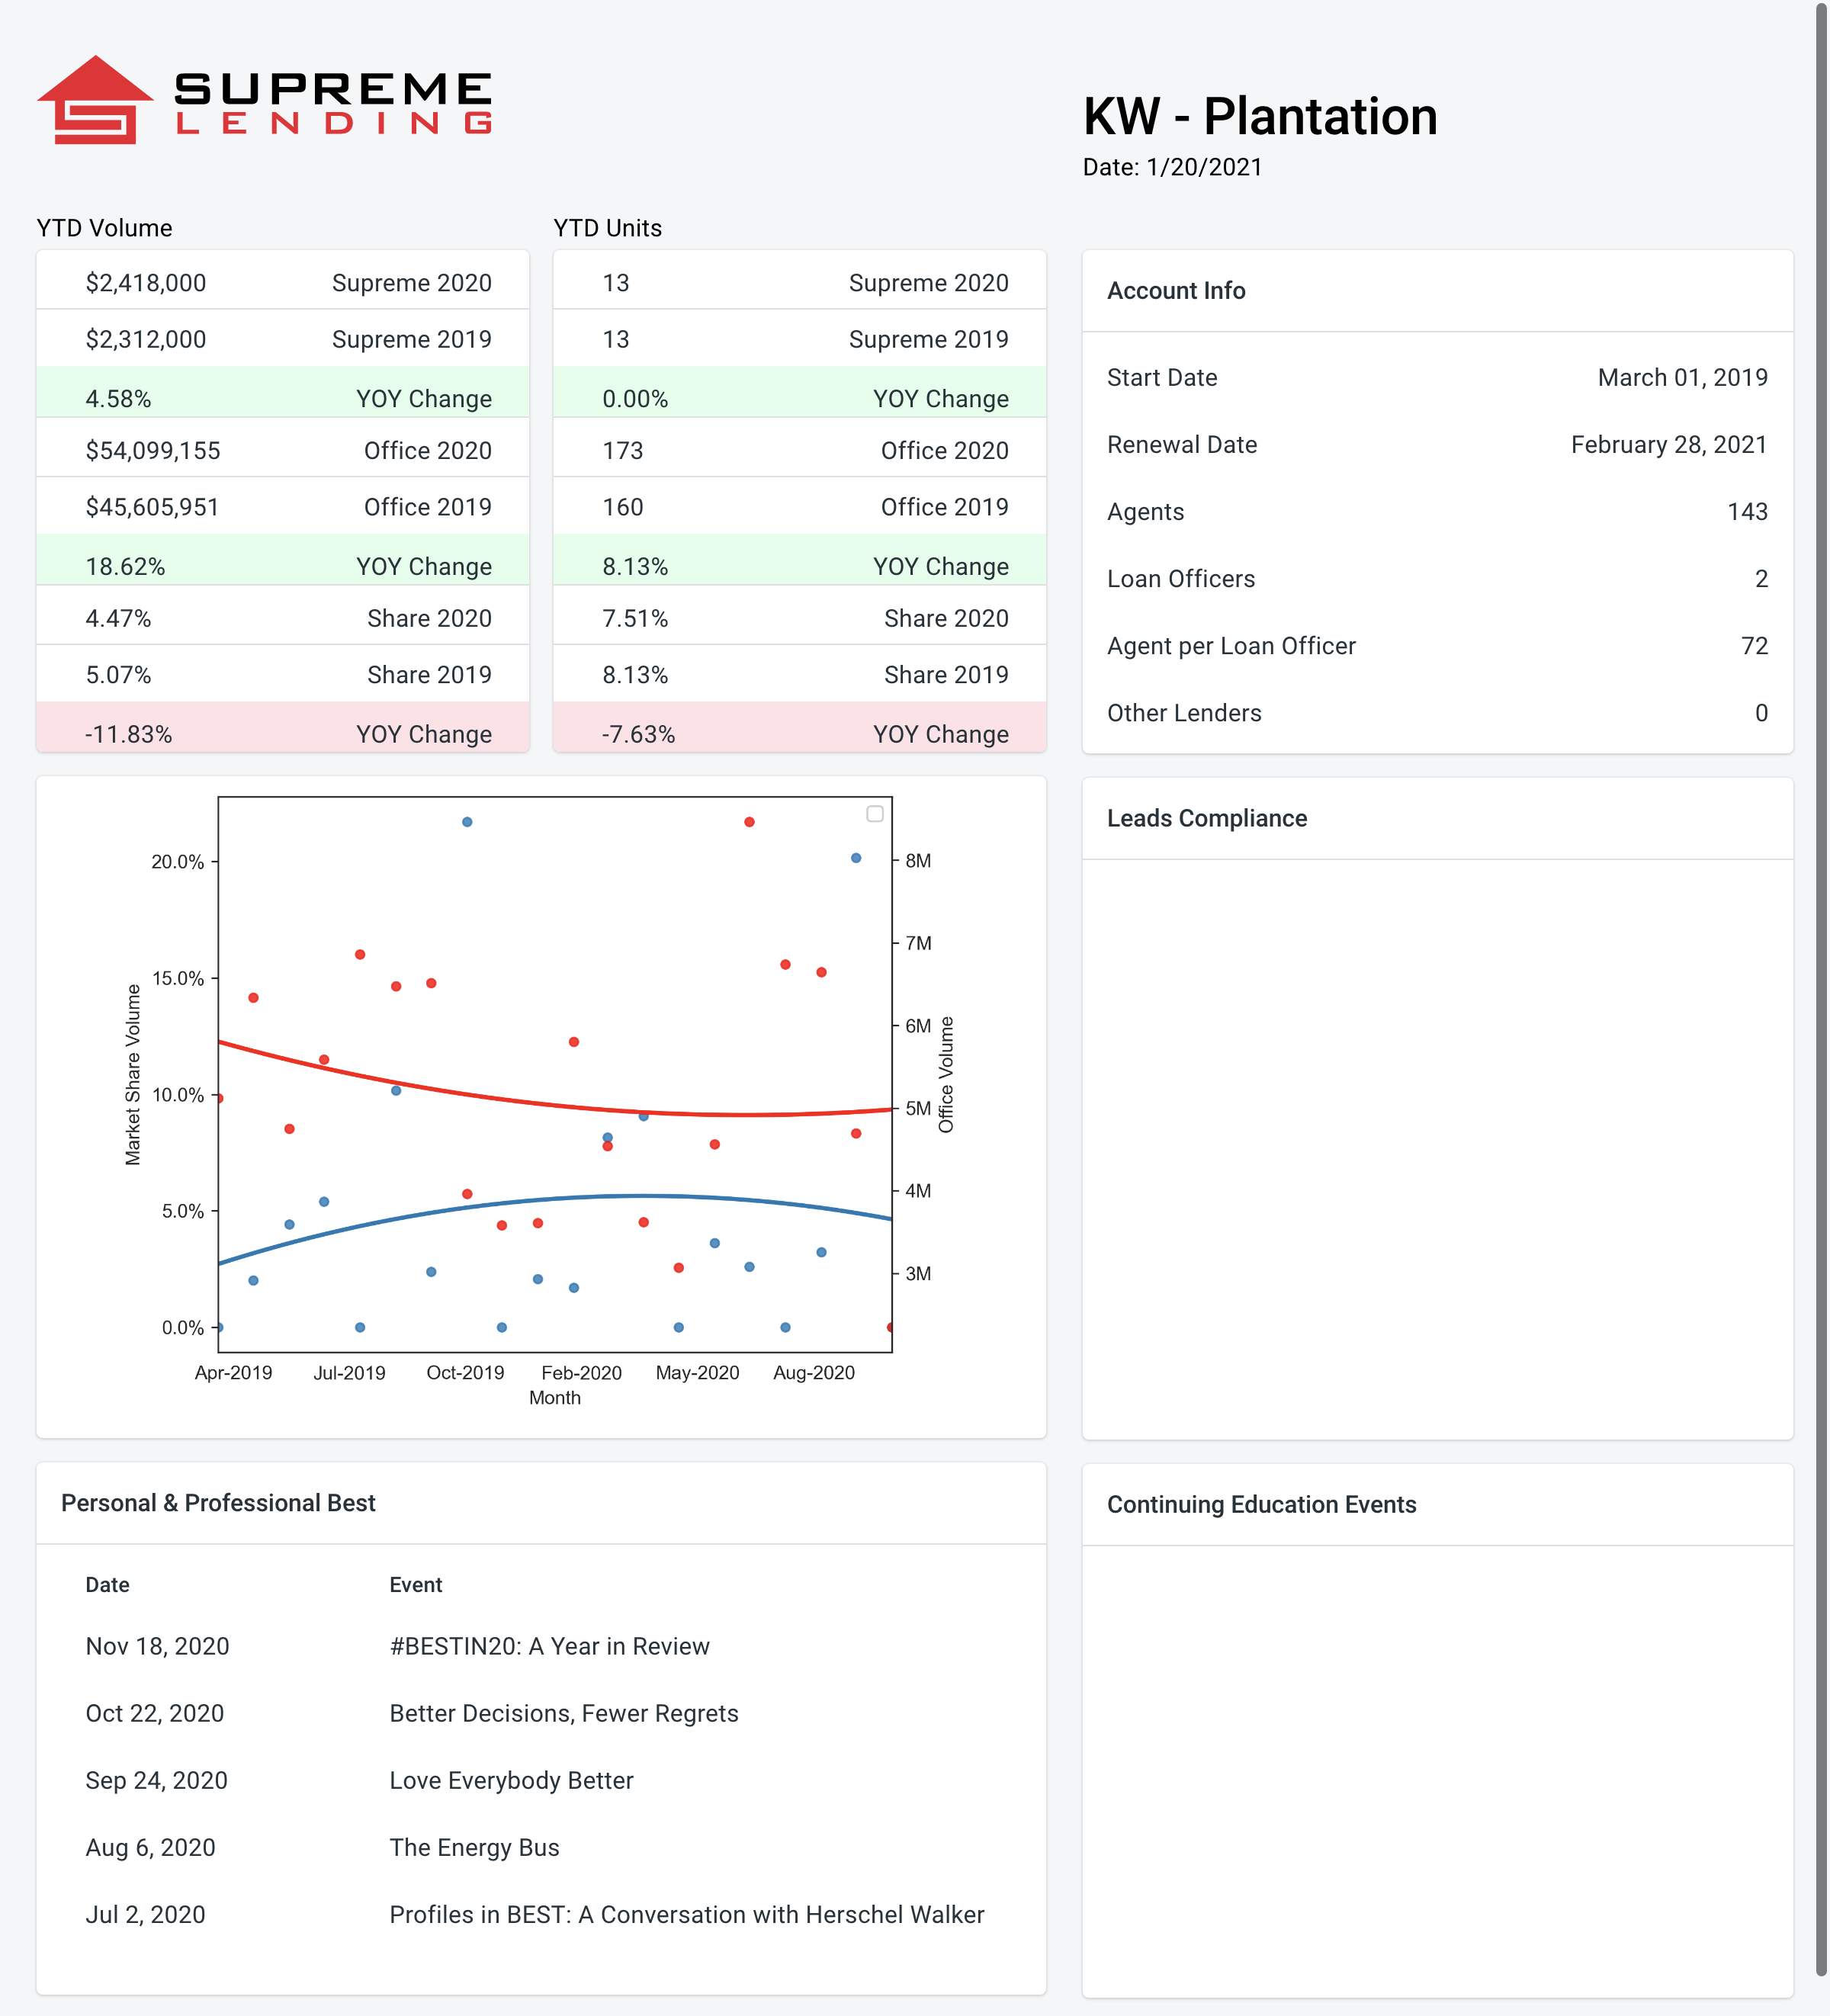 SUPREME
LENDING
KW - Plantation
Date: 1/20/2021
YTD Volume
$2,418,000 Supreme 2020
$2,312,000 Supreme 2019
4.58% YOY Change
$54,099,155 Office 2020
$45,605,951 Office 2019
18.62% YOY Change
4.47% Share 2020
5.07% Share 2019
-11.83% YOY Change
YTD Units
13 Supreme 2020
13 Supreme 2019
0.00% YOY Change
173 Office 2020
160 Office 2019
8.13% YOY Change
7.51% Share 2020
8.13% Share 2019
-7.63% YOY Change
Account Info
Start Date March 01, 2019
Renewal Date February 28, 2021
Agents 143
Loan Officers 2
Agent per Loan Officer 72
Other Lenders 0
Market Share Volume
20.0%
15.0%
10.0%
5.0%
0.0%
8M
7M
6M
5M
4M
3M
Office Volume
Apr-2019 Jul-2019 Oct-2019 Feb-2020 May-2020 Aug-2020
Month
Leads Compliance
Personal & Professional Best
Date Event
Nov 18, 2020 #BESTIN20: A Year in Review
Oct 22, 2020 Better Decisions, Fewer Regrets
Sep 24, 2020 Love Everybody Better
Aug 6, 2020 The Energy Bus
Jul 2, 2020 Profiles in BEST: A Conversation with Herschel Walker
Continuing Education Events